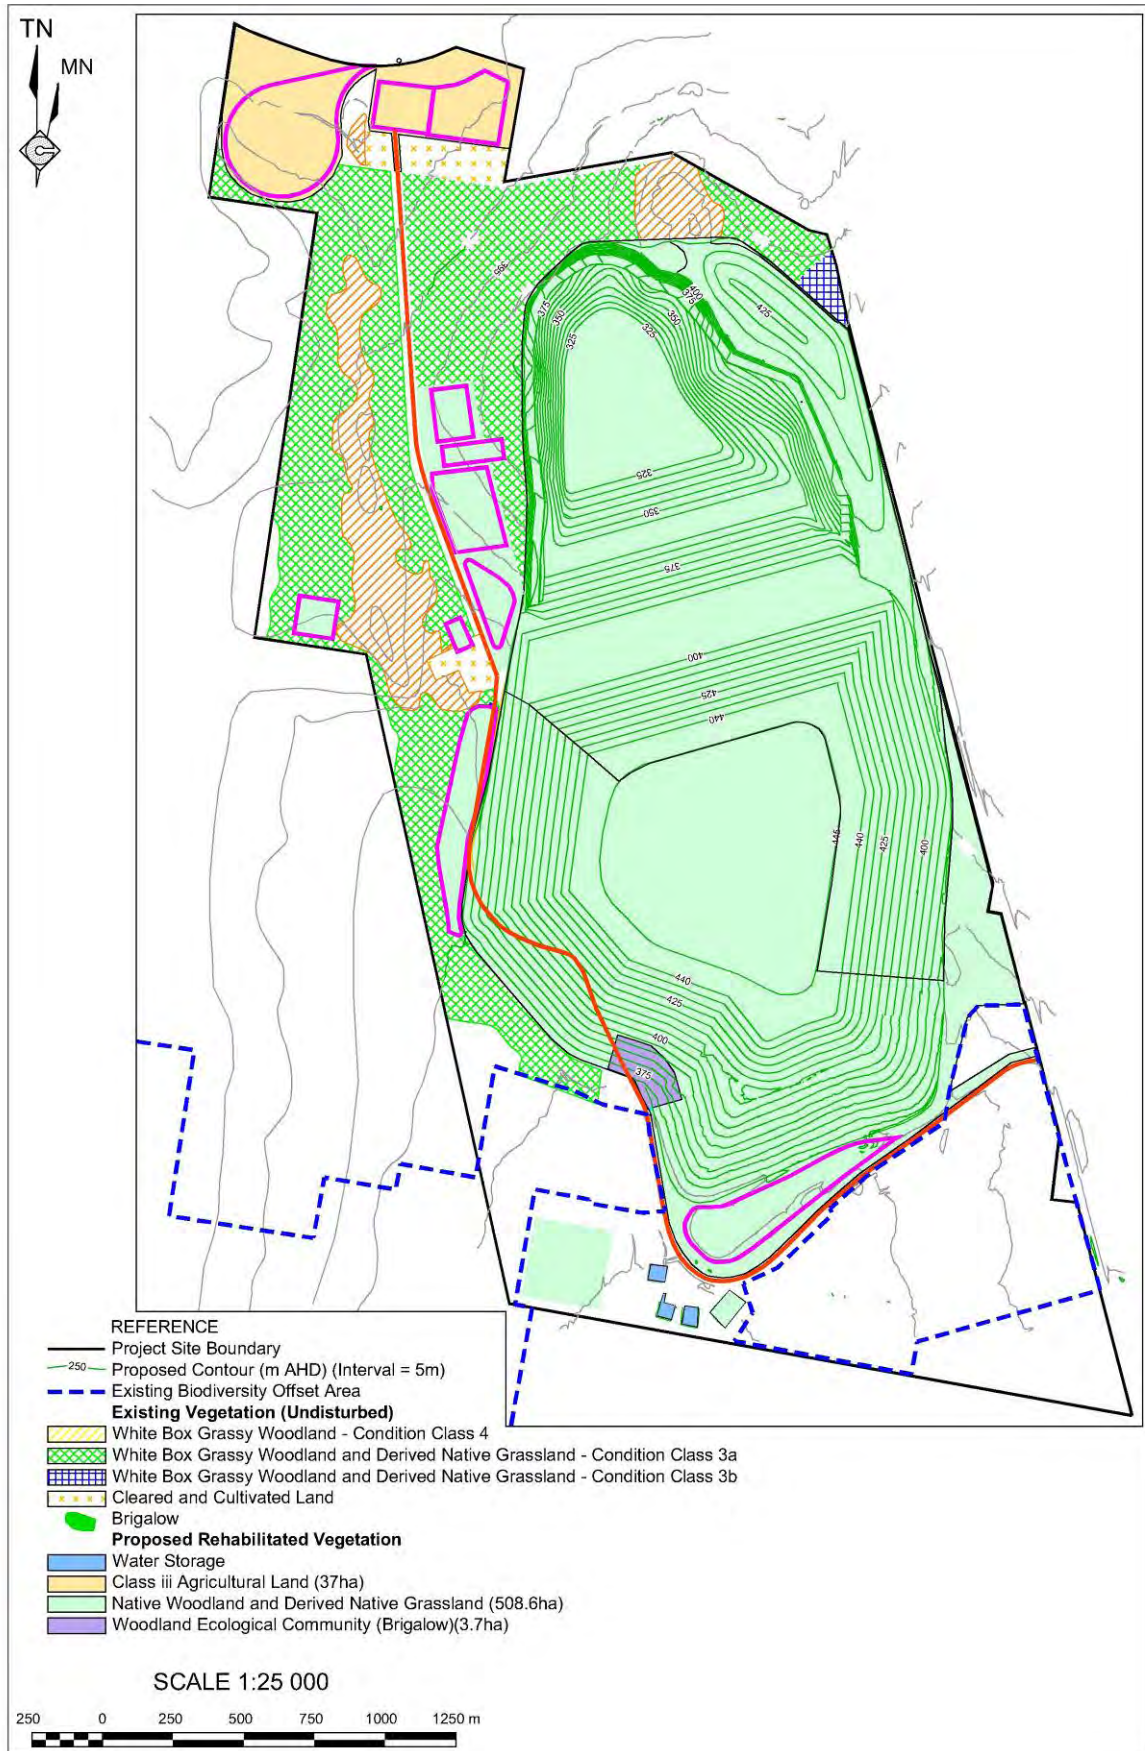 TN
MN
395
375
350
325
400
375
350
325
425
325
350
375
400
425
440
445
440
425
400
440
425
400
375
REFERENCE
Project Site Boundary
250 Proposed Contour (m AHD) (Interval = 5m)
Existing Biodiversity Offset Area
Existing Vegetation (Undisturbed)
White Box Grassy Woodland - Condition Class 4
White Box Grassy Woodland and Derived Native Grassland - Condition Class 3a
White Box Grassy Woodland and Derived Native Grassland - Condition Class 3b
Cleared and Cultivated Land
Brigalow
Proposed Rehabilitated Vegetation
Water Storage
Class iii Agricultural Land (37ha)
Native Woodland and Derived Native Grassland (508.6ha)
Woodland Ecological Community (Brigalow)(3.7ha)
SCALE 1:25 000
250 0 250 500 750 1000 1250 m